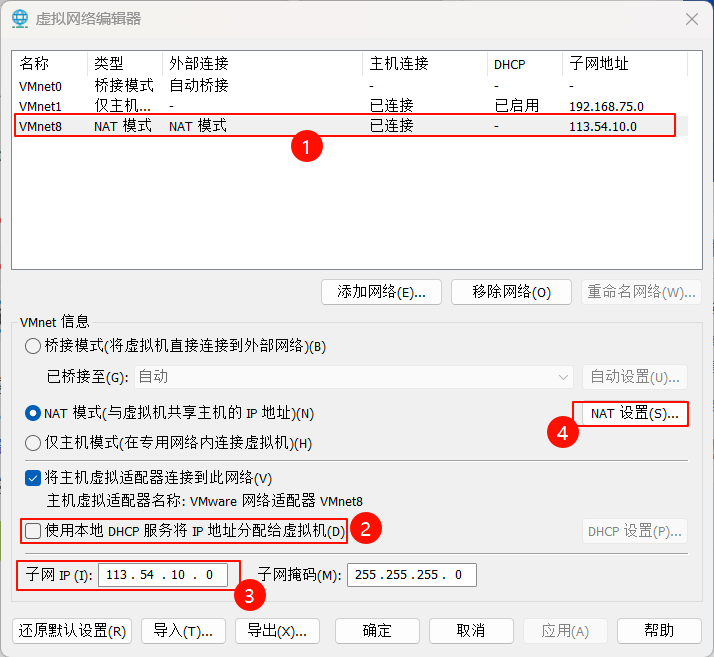 虚拟网络编辑器
名称 类型 外部连接 主机连接 DHCP 子网地址
VMnet0 桥接模式 自动桥接 - - -
VMnet1 仅主机... - 已连接 已启用 192.168.75.0
VMnet8 NAT 模式 NAT 模式 已连接 - 113.54.10.0
1
添加网络(E)... 移除网络(O) 重命名网络(W)...
VMnet 信息
桥接模式(将虚拟机直接连接到外部网络)(B)
已桥接至(G): 自动 自动设置(U)...
NAT 模式(与虚拟机共享主机的 IP 地址)(N) NAT 设置(S)...
4
仅主机模式(在专用网络内连接虚拟机)(H)
将主机虚拟适配器连接到此网络(V)
主机虚拟适配器名称: VMware 网络适配器 VMnet8
使用本地 DHCP 服务将 IP 地址分配给虚拟机(D) 2 DHCP 设置(P)...
子网 IP (I): 113 . 54 . 10 . 0 子网掩码(M): 255 . 255 . 255 . 0
3
还原默认设置(R) 导入(T)... 导出(X)... 确定 取消 应用(A) 帮助